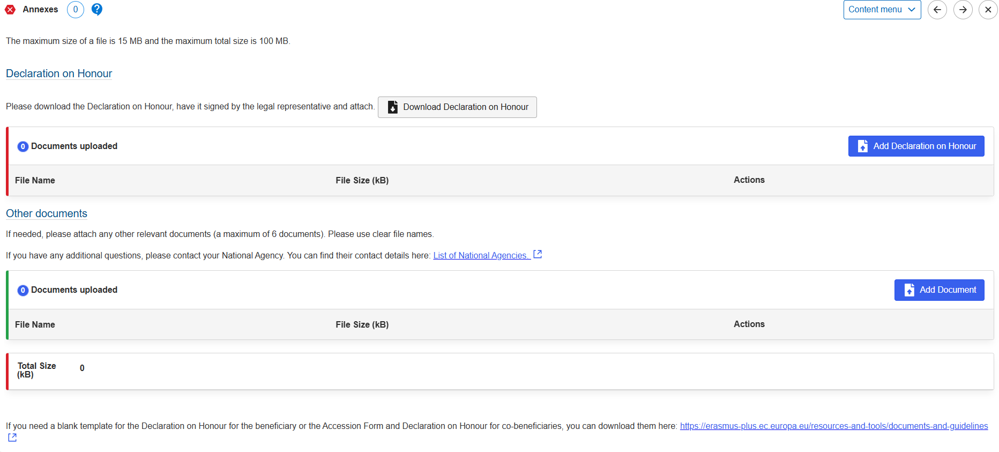 Annexes 0 ?
Content menu
The maximum size of a file is 15 MB and the maximum total size is 100 MB.
Declaration on Honour
Please download the Declaration on Honour, have it signed by the legal representative and attach. Download Declaration on Honour
0 Documents uploaded
Add Declaration on Honour
File Name File Size (kB) Actions
Other documents
If needed, please attach any other relevant documents (a maximum of 6 documents). Please use clear file names.
If you have any additional questions, please contact your National Agency. You can find their contact details here: List of National Agencies.
0 Documents uploaded
Add Document
File Name File Size (kB) Actions
Total Size
(kB)
0
If you need a blank template for the Declaration on Honour for the beneficiary or the Accession Form and Declaration on Honour for co-beneficiaries, you can download them here: https://erasmus-plus.ec.europa.eu/resources-and-tools/documents-and-guidelines